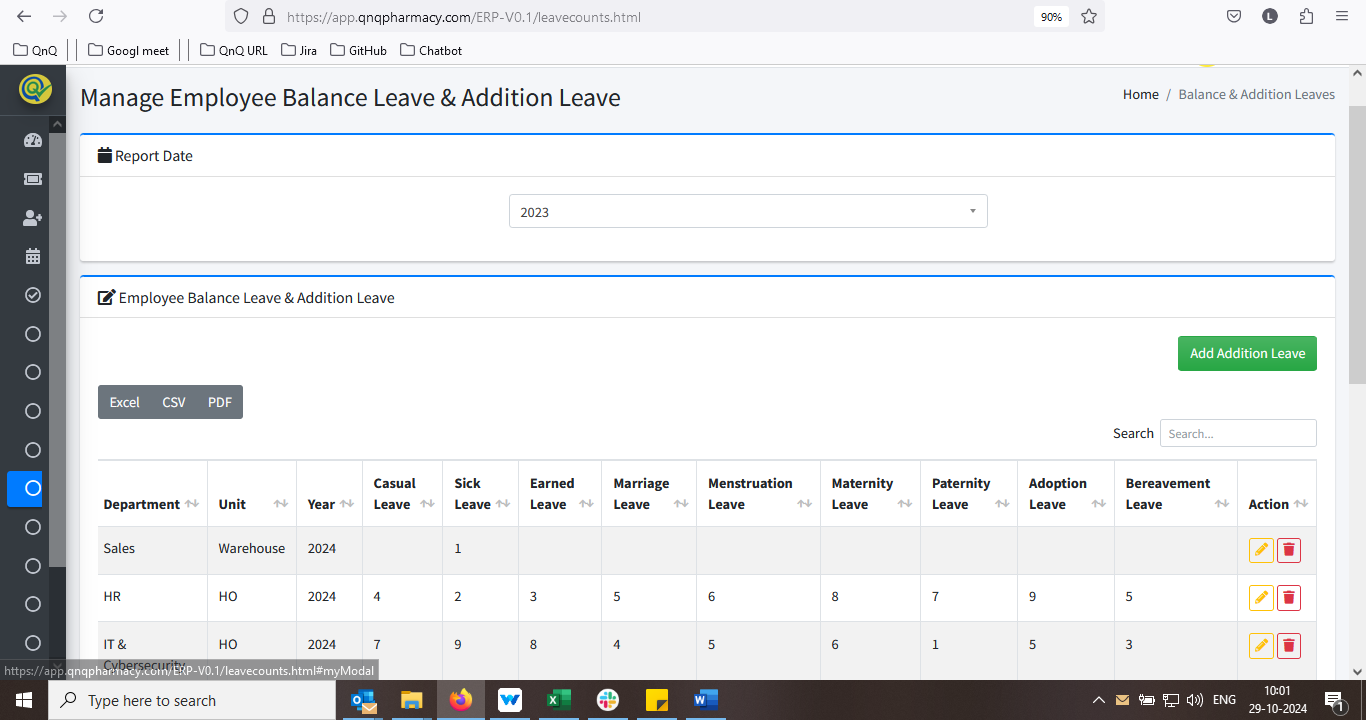 https://app.qnqpharmacy.com/ERP-V0.1/leavecounts.html 90% L
QnQ Googl meet QnQ URL Jira GitHub Chatbot
Manage Employee Balance Leave & Addition Leave
Home / Balance & Addition Leaves
Report Date
2023
Employee Balance Leave & Addition Leave
Add Addition Leave
Excel CSV PDF
Search Search...
Department Unit Year Casual Leave Sick Leave Earned Leave Marriage Leave Menstruation Leave Maternity Leave Paternity Leave Adoption Leave Bereavement Leave Action
Sales Warehouse 2024 1
HR HO 2024 4 2 3 5 6 8 7 9 5
IT & Cybersecurity HO 2024 7 9 8 4 5 6 1 5 3
https://app.qnqpharmacy.com/ERP-V0.1/leavecounts.html#myModal
Type here to search
ENG
10:01
29-10-2024
1